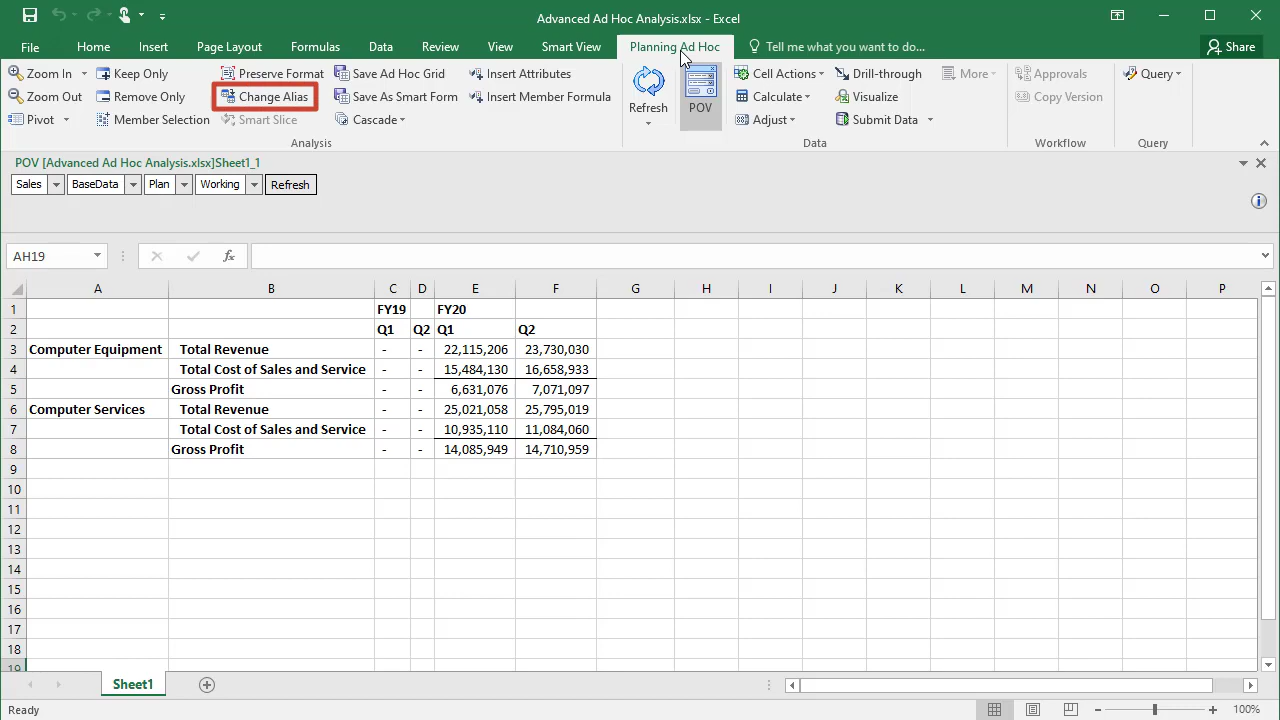 Advanced Ad Hoc Analysis.xlsx - Excel
File Home Insert Page Layout Formulas Data Review View Smart View Planning Ad Hoc Tell me what you want to do... Share
Zoom In Keep Only Preserve Format Save Ad Hoc Grid Insert Attributes Cell Actions Drill-through More Approvals Query
Zoom Out Remove Only Change Alias Save As Smart Form Insert Member Formula Refresh POV Calculate Visualize Copy Version
Pivot Member Selection Smart Slice Cascade Adjust Submit Data
Analysis Data Workflow Query
POV [Advanced Ad Hoc Analysis.xlsx]Sheet1_1
Sales BaseData Plan Working Refresh
AH19 fx
A B C D E F G H I J K L M N O P
1 FY19 FY20
2 Q1 Q2 Q1 Q2
3 Computer Equipment Total Revenue - - 22,115,206 23,730,030
4 Total Cost of Sales and Service - - 15,484,130 16,658,933
5 Gross Profit - - 6,631,076 7,071,097
6 Computer Services Total Revenue - - 25,021,058 25,795,019
7 Total Cost of Sales and Service - - 10,935,110 11,084,060
8 Gross Profit - - 14,085,949 14,710,959
9
10
11
12
13
14
15
16
17
18
19
Sheet1
Ready 100%